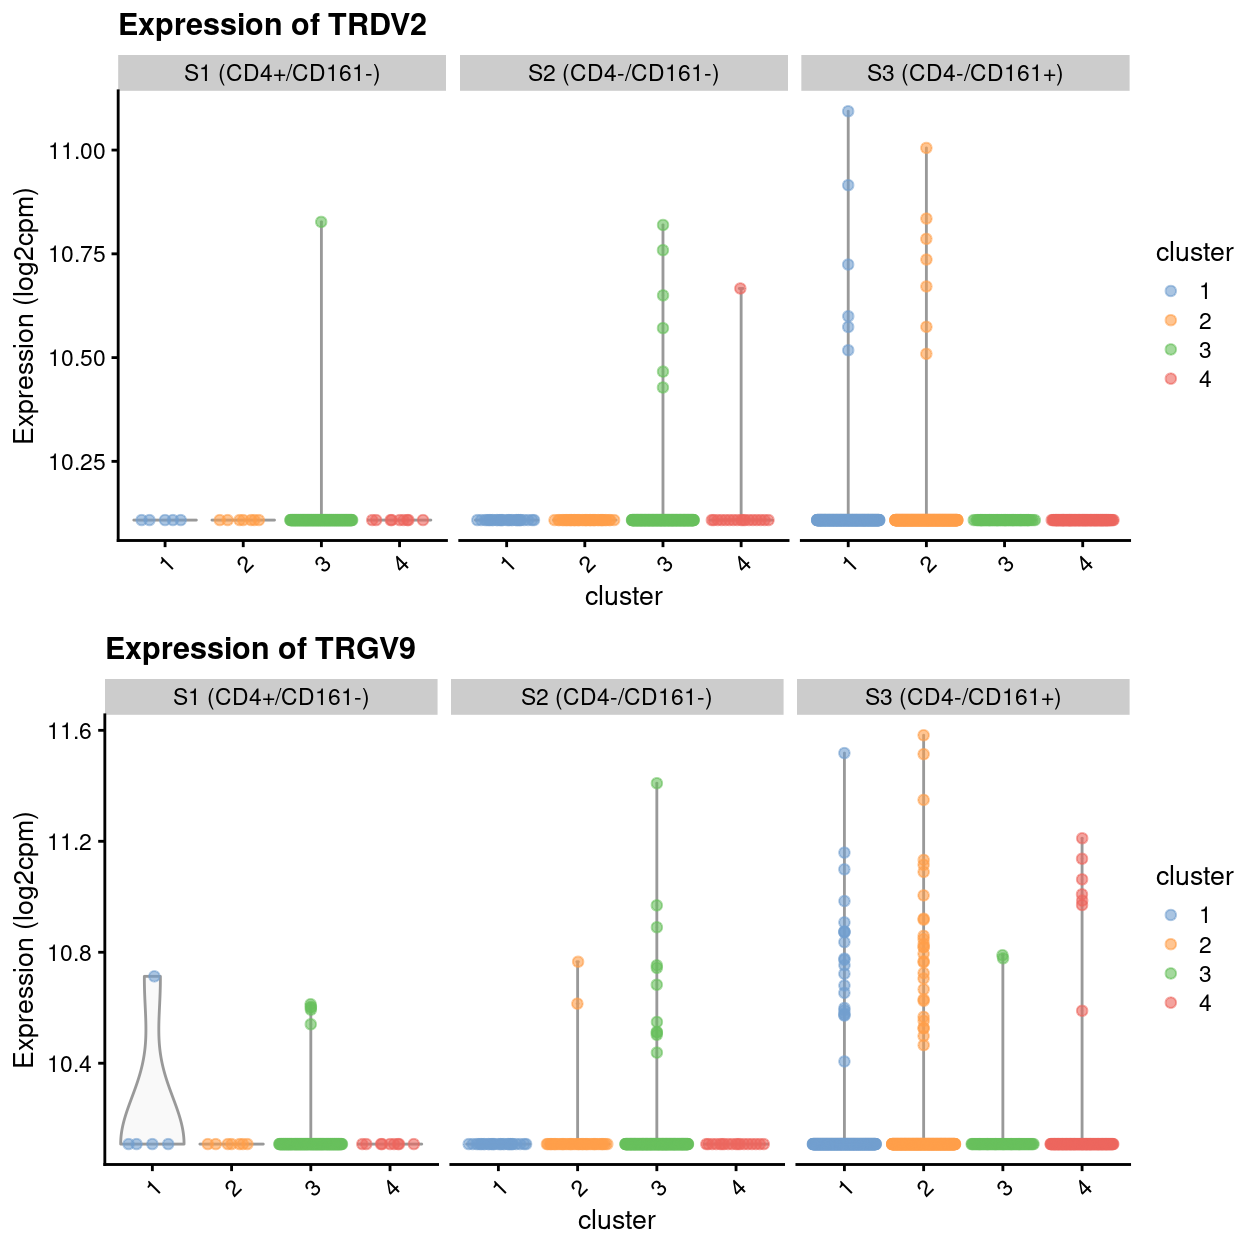 Expression of TRDV2
S1 (CD4+/CD161-) S2 (CD4-/CD161-) S3 (CD4-/CD161+)
Expression (log2cpm)
11.00
10.75
10.50
10.25
1 2 3 4 1 2 3 4 1 2 3 4
cluster
cluster
1
2
3
4
Expression of TRGV9
S1 (CD4+/CD161-) S2 (CD4-/CD161-) S3 (CD4-/CD161+)
Expression (log2cpm)
11.6
11.2
10.8
10.4
1 2 3 4 1 2 3 4 1 2 3 4
cluster
cluster
1
2
3
4